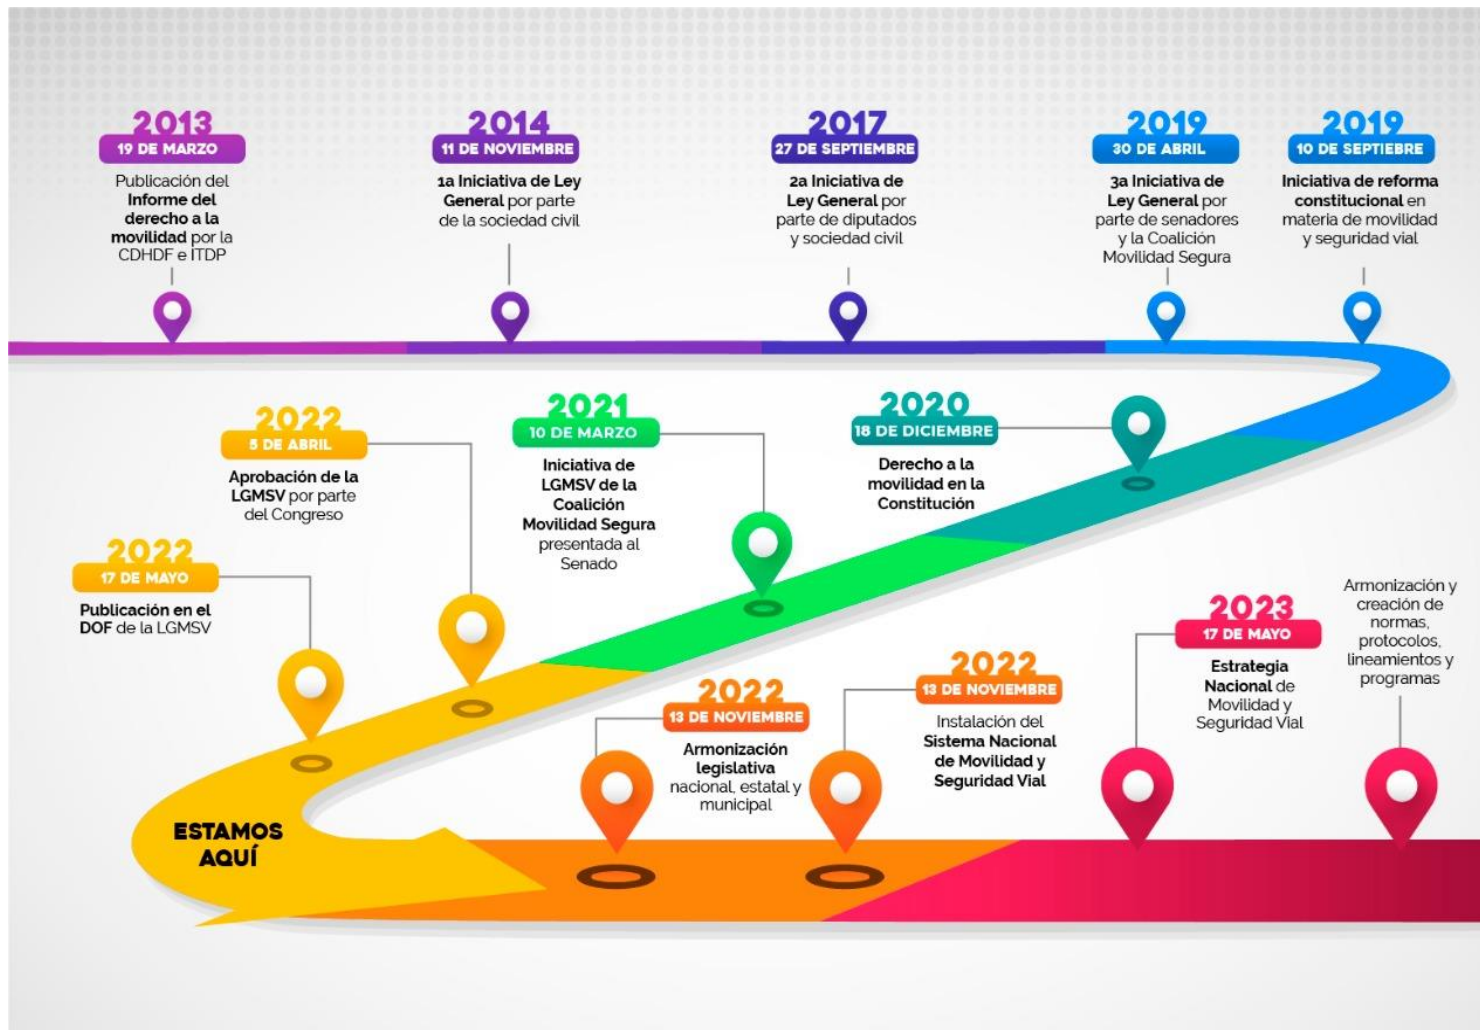 2013
19 DE MARZO
Publicación del
Informe del
derecho a la
movilidad por la
CDHDF e ITDP
2014
11 DE NOVIEMBRE
1a Iniciativa de Ley
General por parte
de la sociedad civil
2017
27 DE SEPTIEMBRE
2a Iniciativa de
Ley General por
parte de diputados
y sociedad civil
2019
30 DE ABRIL
3a Iniciativa de
Ley General por
parte de senadores
y la Coalición
Movilidad Segura
2019
10 DE SEPTIEBRE
Iniciativa de reforma
constitucional en
materia de movilidad
y seguridad vial
2020
18 DE DICIEMBRE
Derecho a la
movilidad en la
Constitución
2021
10 DE MARZO
Iniciativa de
LGMSV de la
Coalición
Movilidad Segura
presentada al
Senado
2022
5 DE ABRIL
Aprobación de la
LGMSV por parte
del Congreso
2022
17 DE MAYO
Publicación en el
DOF de la LGMSV
ESTAMOS
AQUÍ
2022
13 DE NOVIEMBRE
Armonización
legislativa
nacional, estatal y
municipal
2022
13 DE NOVIEMBRE
Instalación del
Sistema Nacional
de Movilidad y
Seguridad Vial
2023
17 DE MAYO
Estrategia
Nacional de
Movilidad y
Seguridad Vial
Armonización y
creación de
normas,
protocolos,
lineamientos y
programas